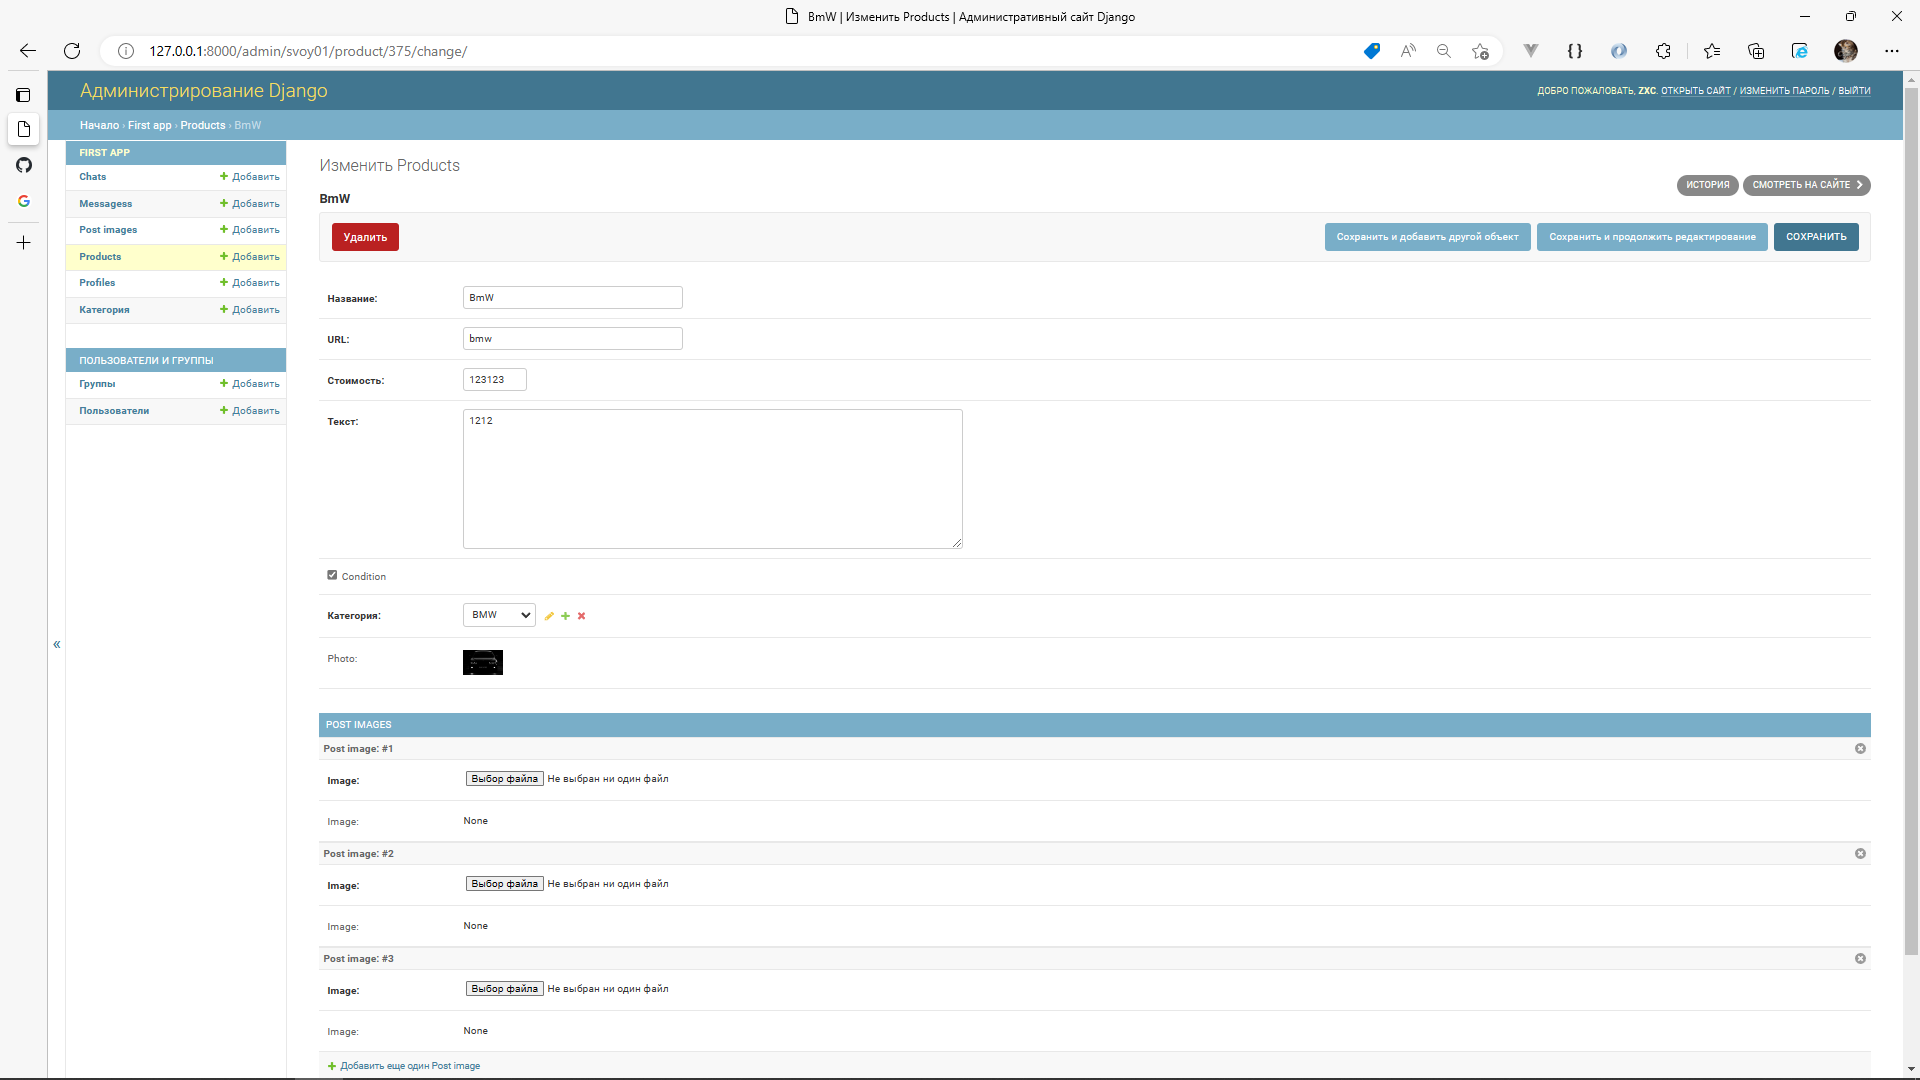 BmW | Изменить Products | Административный сайт Django
127.0.0.1:8000/admin/svoy01/product/375/change/
Администрирование Django
ДОБРО ПОЖАЛОВАТЬ, ZXC. ОТКРЫТЬ САЙТ / ИЗМЕНИТЬ ПАРОЛЬ / ВЫЙТИ
Начало › First app › Products › BmW
FIRST APP
Chats + Добавить
Messagess + Добавить
Post images + Добавить
Products + Добавить
Profiles + Добавить
Категория + Добавить
ПОЛЬЗОВАТЕЛИ И ГРУППЫ
Группы + Добавить
Пользователи + Добавить
«
Изменить Products
ИСТОРИЯ СМОТРЕТЬ НА САЙТЕ
BmW
Удалить Сохранить и добавить другой объект Сохранить и продолжить редактирование СОХРАНИТЬ
Название: BmW
URL: bmw
Стоимость: 123123
Текст: 1212
Condition
Категория: BMW
Photo:
POST IMAGES
Post image: #1
Image: Выбор файла Не выбран ни один файл
Image: None
Post image: #2
Image: Выбор файла Не выбран ни один файл
Image: None
Post image: #3
Image: Выбор файла Не выбран ни один файл
Image: None
+ Добавить еще один Post image